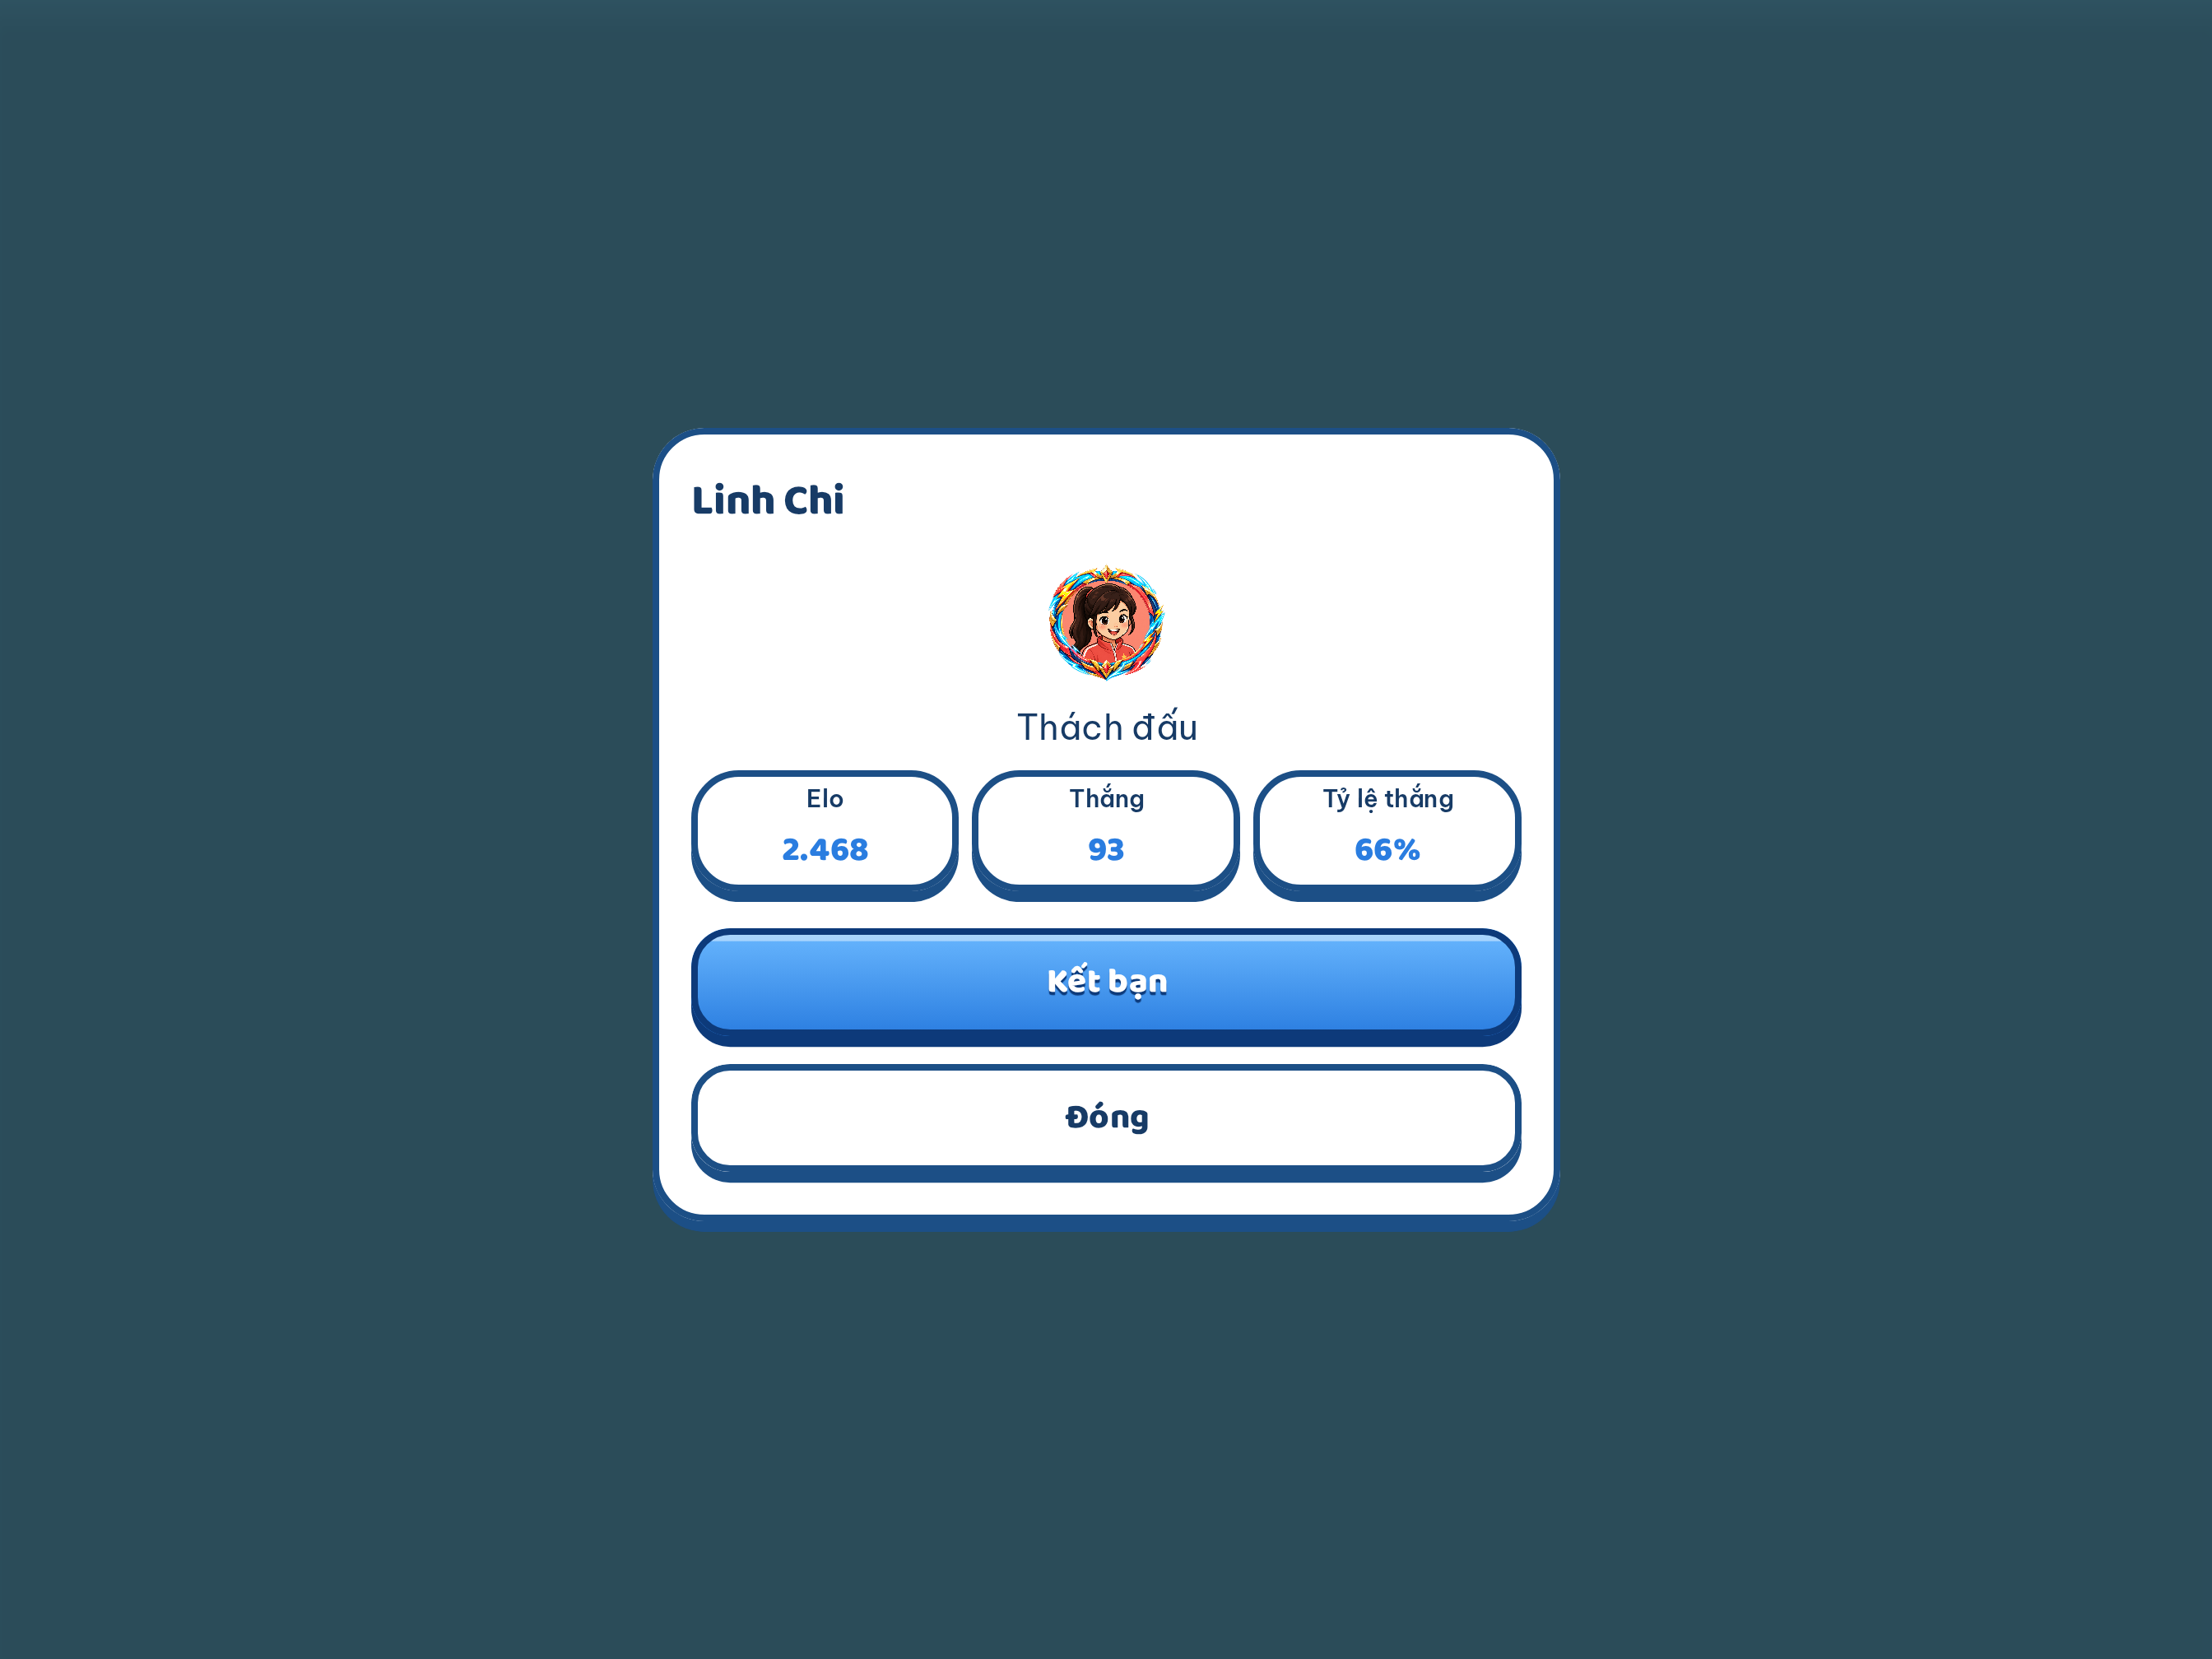 Linh Chi
Thách đấu
Elo
2.468
Thắng
93
Tỷ lệ thắng
66%
Kết bạn
Đóng